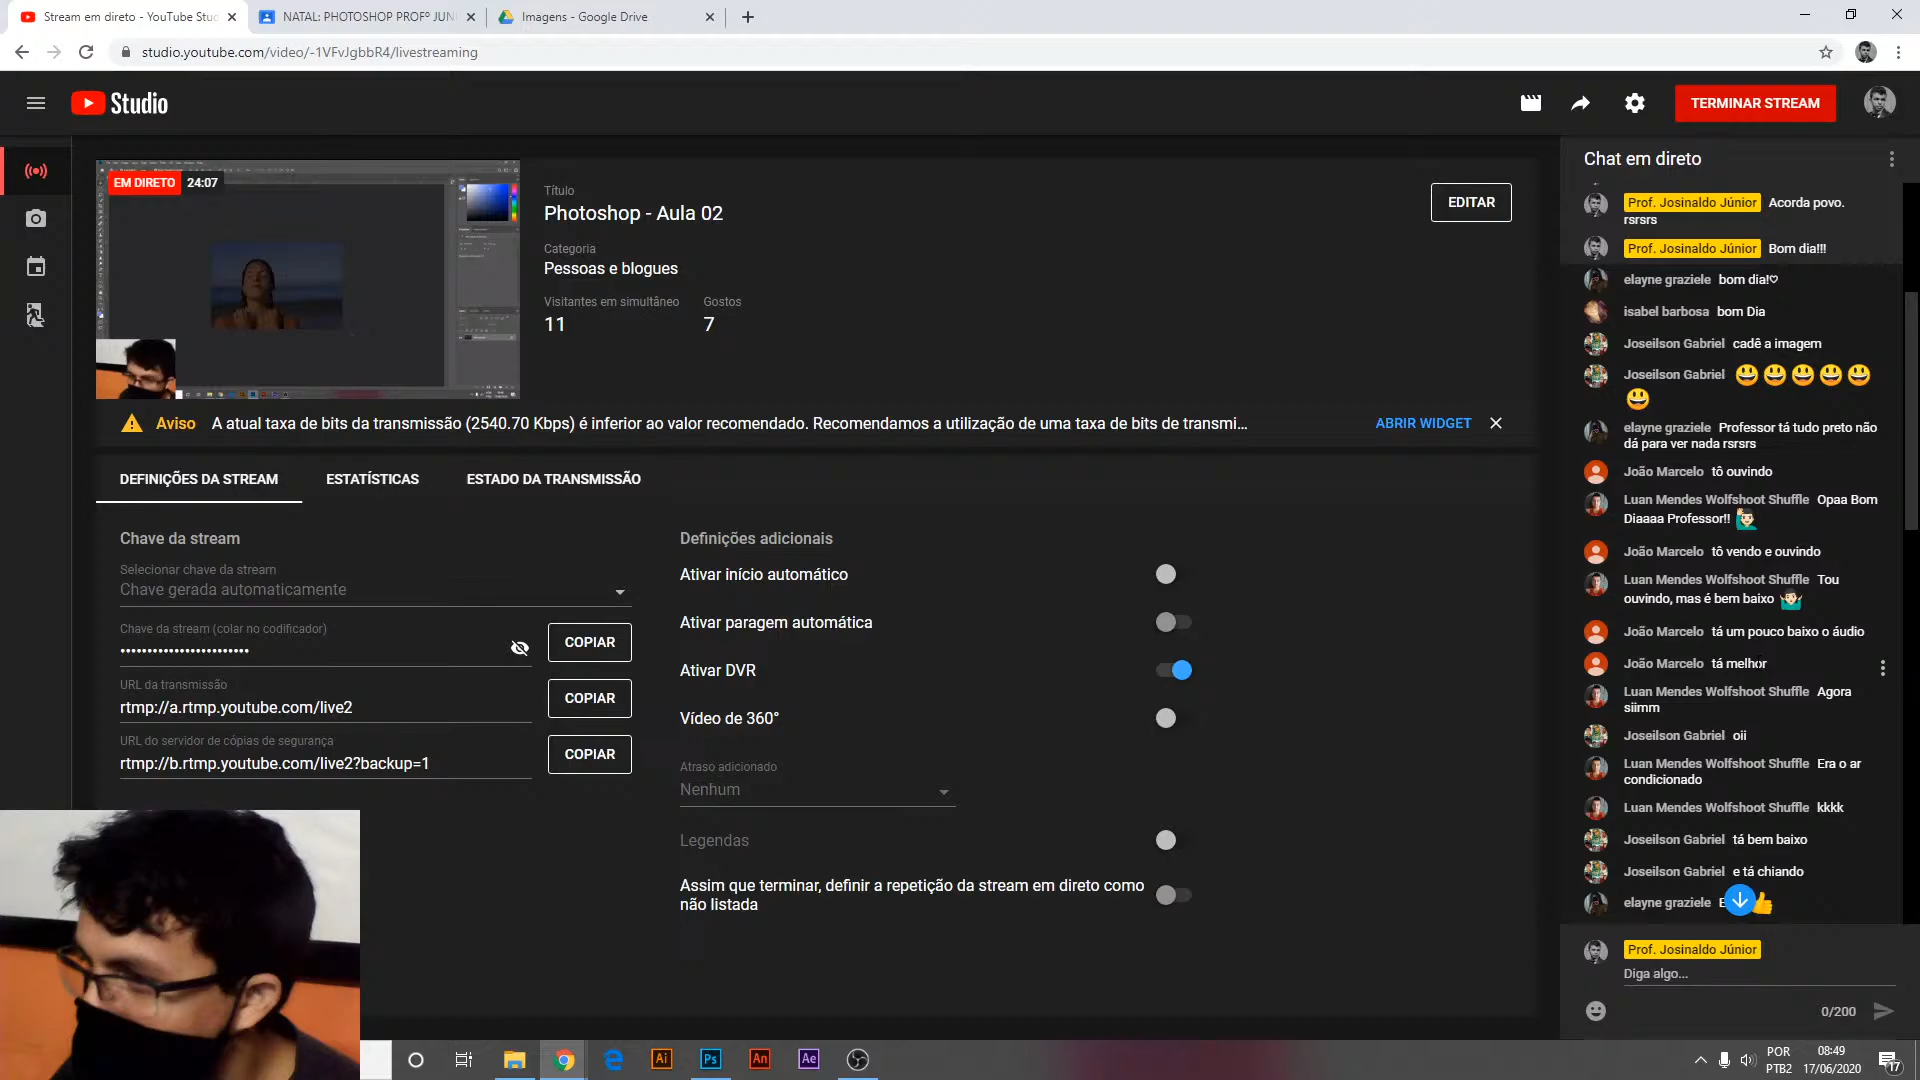 Stream em direto - YouTube Stu
NATAL: PHOTOSHOP PROFº JUN
Imagens - Google Drive
studio.youtube.com/video/-1VFvJgbbR4/livestreaming
Studio
TERMINAR STREAM
EM DIRETO 24:07
Título
Photoshop - Aula 02
EDITAR
Categoria
Pessoas e blogues
Visitantes em simultâneo
Gostos
11
7
Aviso
A atual taxa de bits da transmissão (2540.70 Kbps) é inferior ao valor recomendado. Recomendamos a utilização de uma taxa de bits de transmi...
ABRIR WIDGET
DEFINIÇÕES DA STREAM
ESTATÍSTICAS
ESTADO DA TRANSMISSÃO
Chave da stream
Selecionar chave da stream
Chave gerada automaticamente
Chave da stream (colar no codificador)
••••••••••••••••••••••••
COPIAR
URL da transmissão
rtmp://a.rtmp.youtube.com/live2
COPIAR
URL do servidor de cópias de segurança
rtmp://b.rtmp.youtube.com/live2?backup=1
COPIAR
Definições adicionais
Ativar início automático
Ativar paragem automática
Ativar DVR
Vídeo de 360°
Atraso adicionado
Nenhum
Legendas
Assim que terminar, definir a repetição da stream em direto como
não listada
Chat em direto
Prof. Josinaldo Júnior Acorda povo.
rsrsrs
Prof. Josinaldo Júnior Bom dia!!!
elayne graziele bom dia!♡
isabel barbosa bom Dia
Joseilson Gabriel cadê a imagem
Joseilson Gabriel 😃😃😃😃😃
😃
elayne graziele Professor tá tudo preto não
dá para ver nada rsrsrs
João Marcelo tô ouvindo
Luan Mendes Wolfshoot Shuffle Opaa Bom
Diaaaa Professor!! 🙋🏻‍♂️
João Marcelo tô vendo e ouvindo
Luan Mendes Wolfshoot Shuffle Tou
ouvindo, mas é bem baixo 🤷🏻‍♂️
João Marcelo tá um pouco baixo o áudio
João Marcelo tá melhor
Luan Mendes Wolfshoot Shuffle Agora
siimm
Joseilson Gabriel oii
Luan Mendes Wolfshoot Shuffle Era o ar
condicionado
Luan Mendes Wolfshoot Shuffle kkkk
Joseilson Gabriel tá bem baixo
Joseilson Gabriel e tá chiando
elayne graziele
Prof. Josinaldo Júnior
Diga algo...
0/200
Ai
Ps
An
Ae
POR
PTB2
08:49
17/06/2020
17